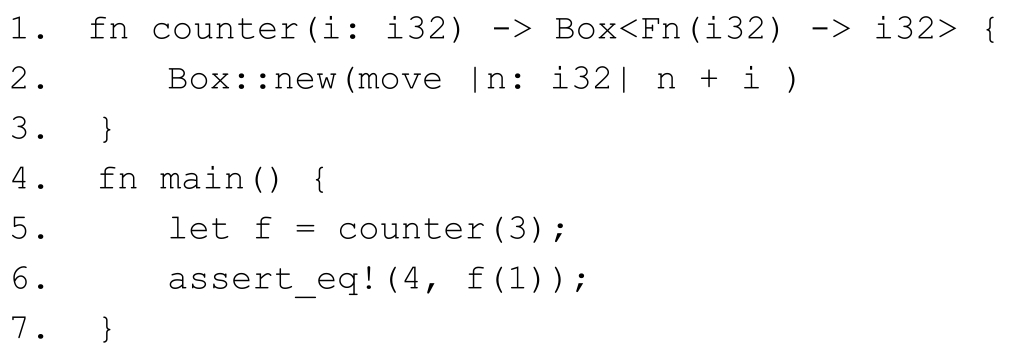 1. fn counter(i: i32) -> Box<Fn(i32) -> i32> {
2.     Box::new(move |n: i32| n + i )
3. }
4. fn main() {
5.     let f = counter(3);
6.     assert_eq!(4, f(1));
7. }